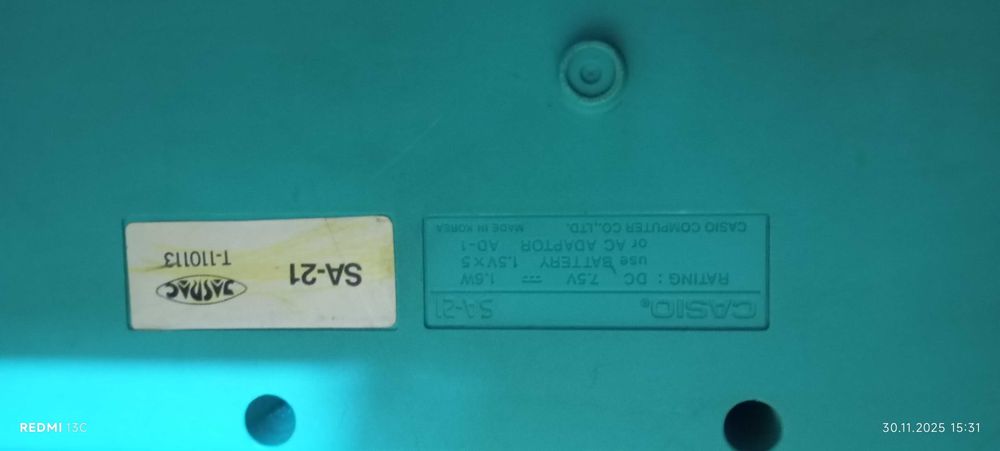 CASIO® SA-21
RATING : DC 7.5V ⎓ 1.6W
use BATTERY 1.5V×5
or AC ADAPTOR AD-1
CASIO COMPUTER CO.,LTD. MADE IN KOREA
SA-21
JASPAC
T-110113
REDMI 13C
30.11.2025 15:31